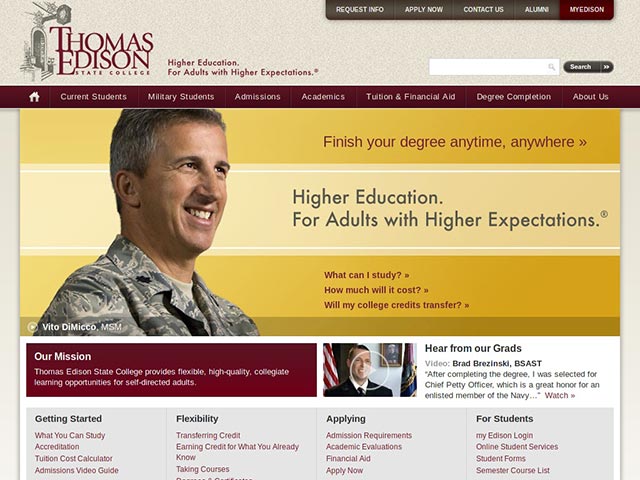 REQUEST INFO APPLY NOW CONTACT US ALUMNI MYEDISON
THOMAS
EDISON
STATE COLLEGE
Higher Education.
For Adults with Higher Expectations.®
Search »
Current Students Military Students Admissions Academics Tuition & Financial Aid Degree Completion About Us
Finish your degree anytime, anywhere »
Higher Education.
For Adults with Higher Expectations.®
What can I study? »
How much will it cost? »
Will my college credits transfer? »
Vito DiMicco, MSM
Our Mission
Thomas Edison State College provides flexible, high-quality, collegiate
learning opportunities for self-directed adults.
Hear from our Grads
Video: Brad Brezinski, BSAST
“After completing the degree, I was selected for
Chief Petty Officer, which is a great honor for an
enlisted member of the Navy…” Watch »
Getting Started
What You Can Study
Accreditation
Tuition Cost Calculator
Admissions Video Guide
Flexibility
Transferring Credit
Earning Credit for What You Already
Know
Taking Courses
Degrees & Certificates
Applying
Admission Requirements
Academic Evaluations
Financial Aid
Apply Now
For Students
my Edison Login
Online Student Services
Student Forms
Semester Course List